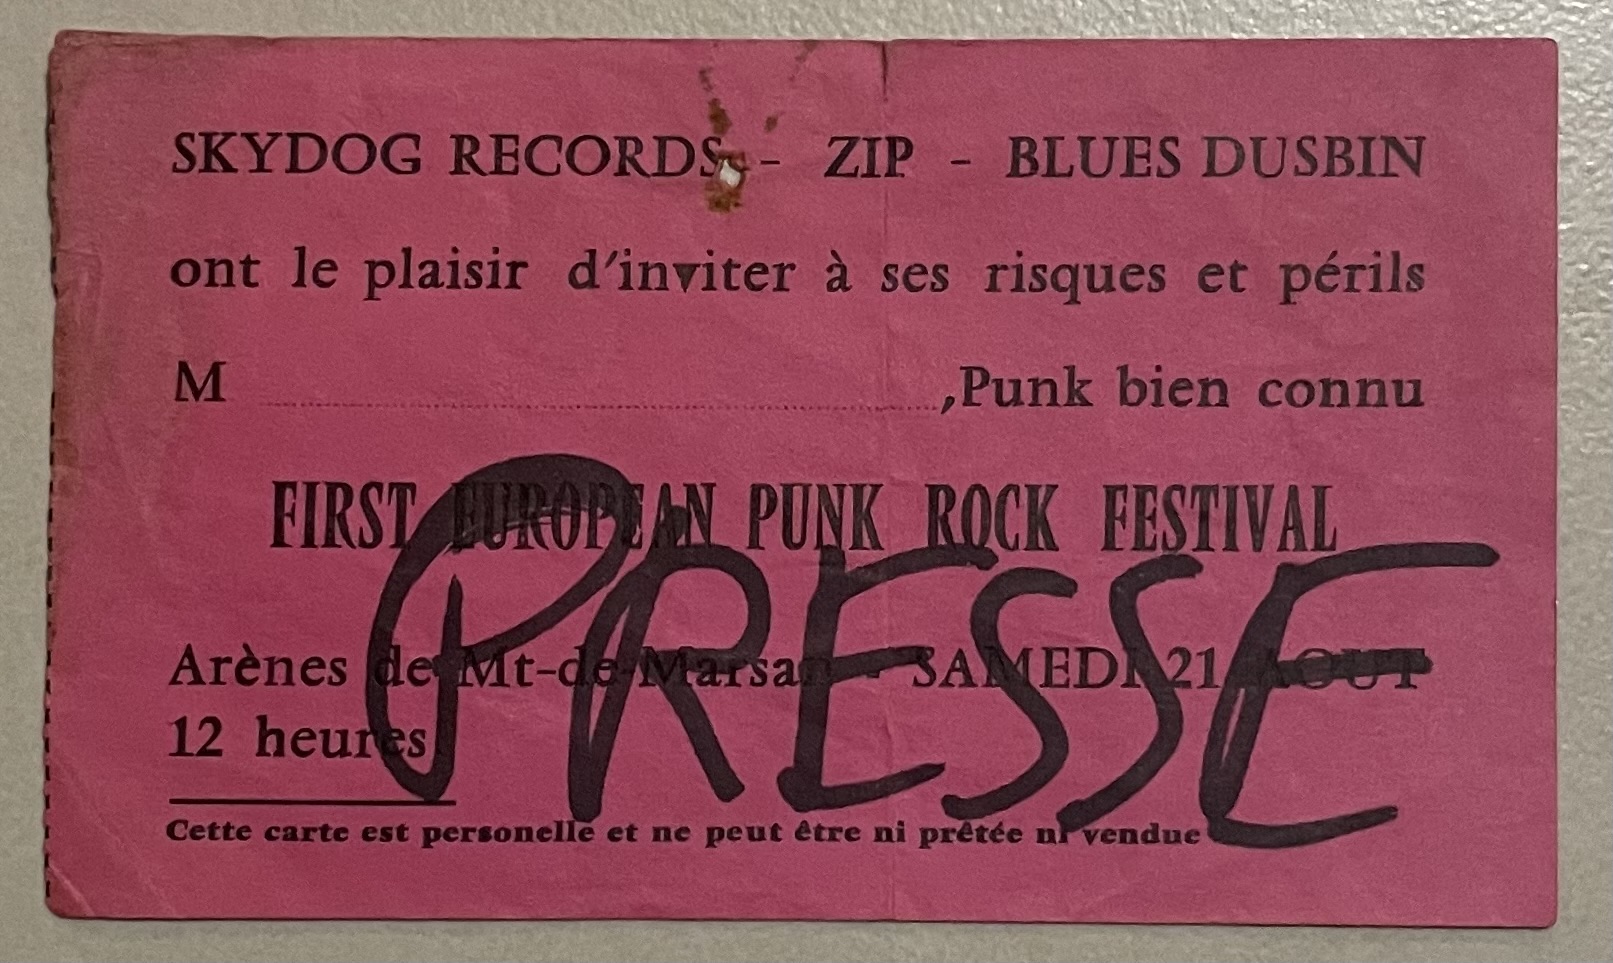 SKYDOG RECORDS - ZIP - BLUES DUSBIN
ont le plaisir d'inviter à ses risques et périls
M ,Punk bien connu
FIRST EUROPEAN PUNK ROCK FESTIVAL
PRESSE
Arènes de Mt-de-Marsan - SAMEDI 21 AOUT
12 heures
Cette carte est personelle et ne peut être ni prêtée ni vendue